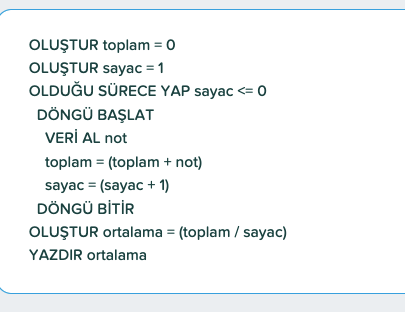 OLUŞTUR toplam = 0
OLUŞTUR sayac = 1
OLDUĞU SÜRECE YAP sayac <= 0
DÖNGÜ BAŞLAT
VERİ AL not
toplam = (toplam + not)
sayac = (sayac + 1)
DÖNGÜ BİTİR
OLUŞTUR ortalama = (toplam / sayac)
YAZDIR ortalama